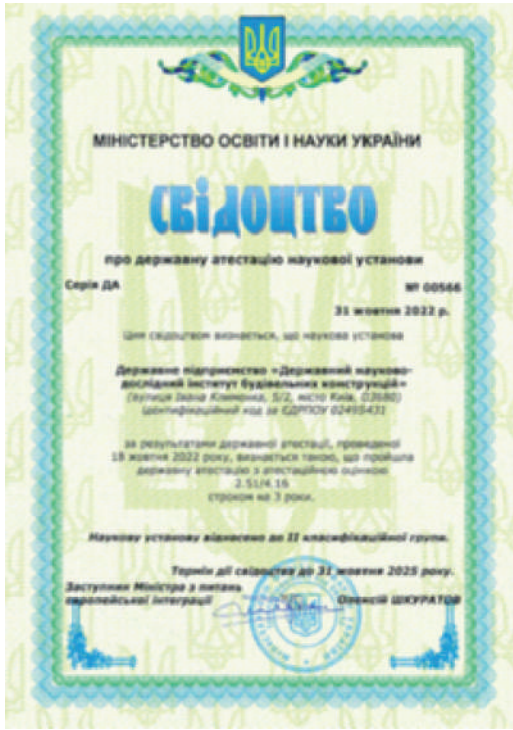 МІНІСТЕРСТВО ОСВІТИ І НАУКИ УКРАЇНИ
СВІДОЦТВО
про державну атестацію наукової установи
Серія ДА № 00566
31 жовтня 2022 р.
Цим свідоцтвом визнається, що наукова установа
Державне підприємство «Державний науково-
дослідний інститут будівельних конструкцій»
(вулиця Івана Клименка, 5/2, місто Київ, 03680)
ідентифікаційний код за ЄДРПОУ 02495431
за результатами державної атестації, проведеної
18 жовтня 2022 року, визнається такою, що пройшла
державну атестацію з атестаційною оцінкою
2.51/4.16
строком на 3 роки.
Наукову установу віднесено до II класифікаційної групи.
Термін дії свідоцтва до 31 жовтня 2025 року.
Заступник Міністра з питань
європейської інтеграції Олексій ШКУРАТОВ